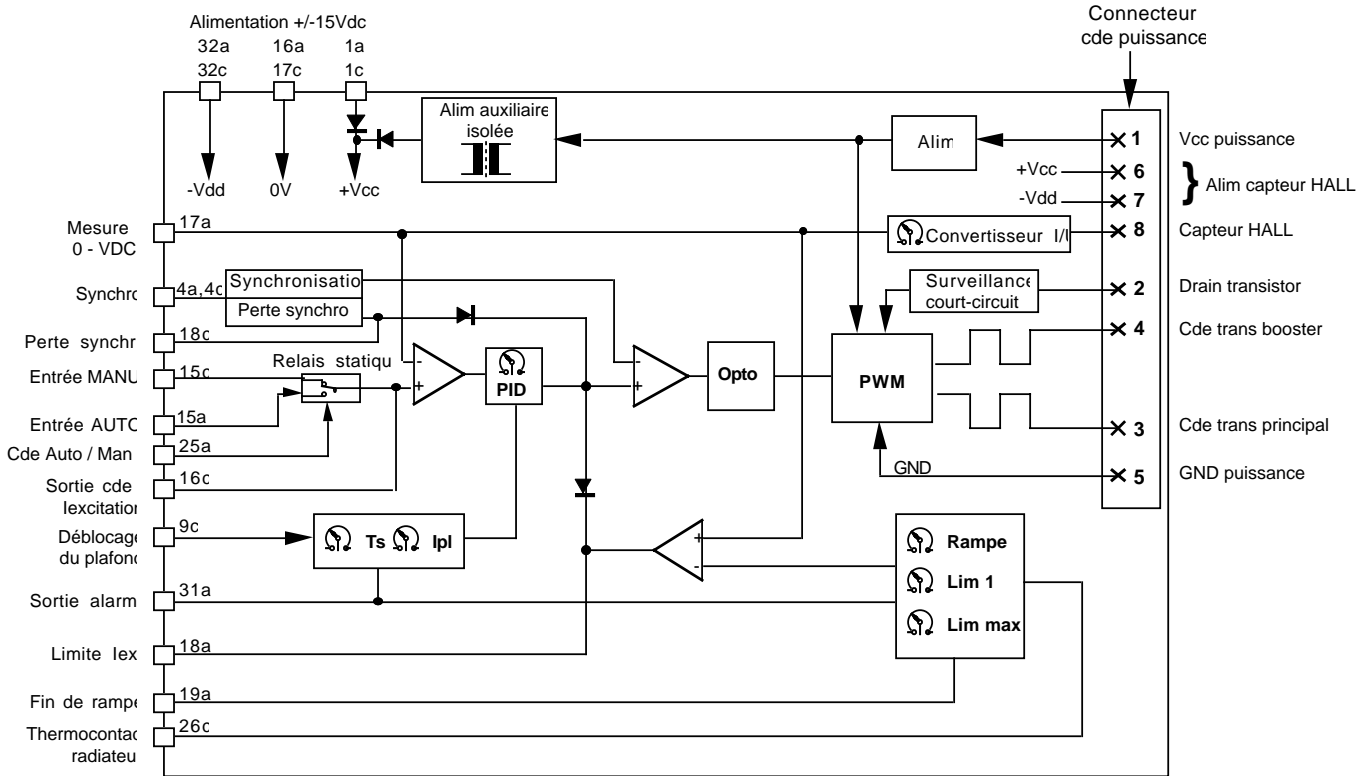 Alimentation +/-15Vdc
32a 16a 1a
32c 17c 1c
Connecteur
cde puissance
Alim auxiliaire
isolée
Alim
1 Vcc puissance
-Vdd 0V +Vcc
+Vcc 6
-Vdd 7
} Alim capteur HALL
Mesure
0 - VDC
17a
Convertisseur I/U
8 Capteur HALL
Synchro
4a,4c
Synchronisatio
Perte synchro
Surveillance
court-circuit
2 Drain transistor
4 Cde trans booster
Perte synchr
18c
Relais statiqu
Entrée MANU
15c
-
+
PID
-
+
Opto
PWM
Entrée AUTO
15a
3 Cde trans principal
Cde Auto / Man
25a
GND
5 GND puissance
Sortie cde
Iexcitation
16c
Déblocage
du plafond
9c
Ts Ipl
+
-
Rampe
Lim 1
Lim max
Sortie alarm
31a
Limite Iex
18a
Fin de rampe
19a
Thermocontac
radiateu
26c